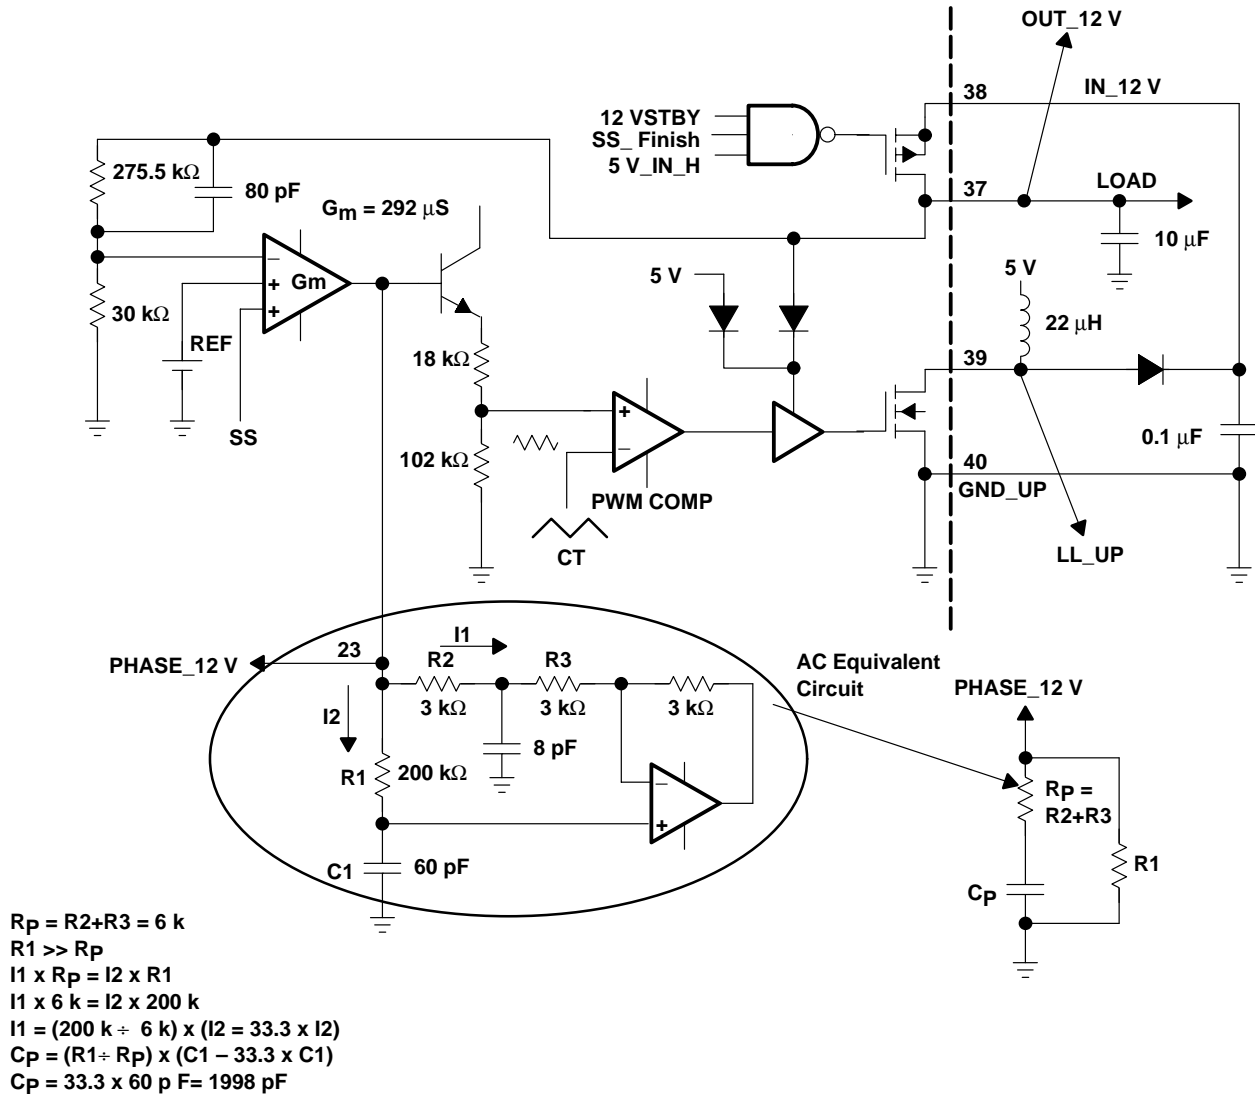 OUT_12 V
38
IN_12 V
12 VSTBY
SS_ Finish
5 V_IN_H
275.5 kΩ
80 pF
Gm = 292 μS
37
LOAD
10 μF
5 V
5 V
22 μH
Gm
30 kΩ
REF
18 kΩ
39
SS
102 kΩ
0.1 μF
40
GND_UP
PWM COMP
CT
LL_UP
I1
23
PHASE_12 V
R2
R3
AC Equivalent
Circuit
PHASE_12 V
I2
3 kΩ
3 kΩ
3 kΩ
8 pF
R1
200 kΩ
RP =
R2+R3
R1
C1
60 pF
CP
RP = R2+R3 = 6 k
R1 >> RP
I1 x RP = I2 x R1
I1 x 6 k = I2 x 200 k
I1 = (200 k ÷ 6 k) x (I2 = 33.3 x I2)
CP = (R1÷ RP) x (C1 – 33.3 x C1)
CP = 33.3 x 60 p F= 1998 pF